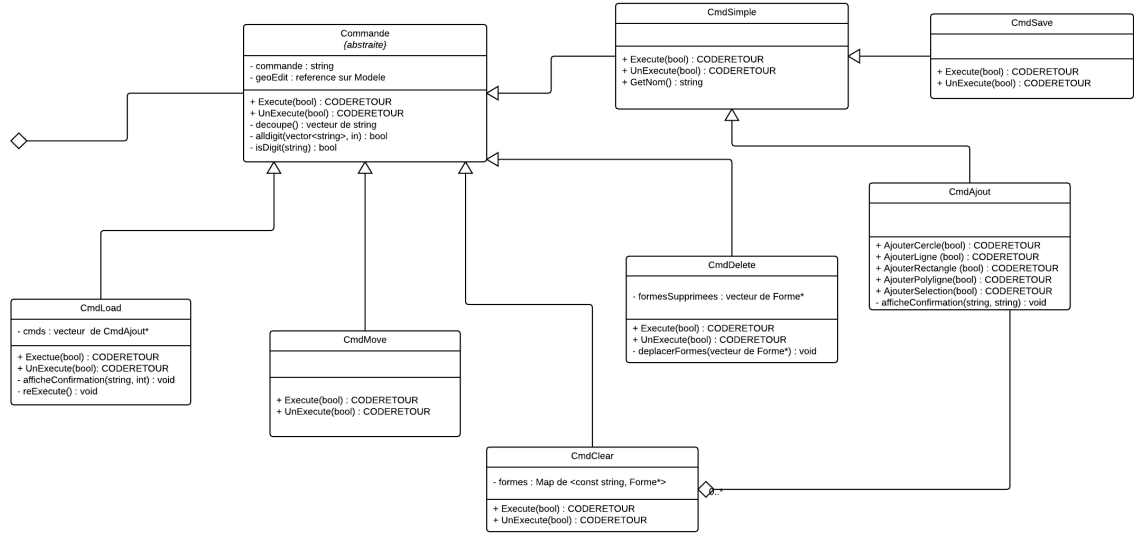 Commande
{abstraite}
- commande : string
- geoEdit : reference sur Modele
+ Execute(bool) : CODERETOUR
+ UnExecute(bool) : CODERETOUR
- decoupe() : vecteur de string
- alldigit(vector<string>, in) : bool
- isDigit(string) : bool
CmdSimple
+ Execute(bool) : CODERETOUR
+ UnExecute(bool) : CODERETOUR
+ GetNom() : string
CmdSave
+ Execute(bool) : CODERETOUR
+ UnExecute(bool) : CODERETOUR
CmdAjout
+ AjouterCercle(bool) : CODERETOUR
+ AjouterLigne (bool) : CODERETOUR
+ AjouterRectangle (bool) : CODERETOUR
+ AjouterPolyligne(bool) : CODERETOUR
+ AjouterSelection(bool) : CODERETOUR
- afficheConfirmation(string, string) : void
CmdDelete
- formesSupprimees : vecteur de Forme*
+ Execute(bool) : CODERETOUR
+ UnExecute(bool) : CODERETOUR
- deplacerFormes(vecteur de Forme*) : void
CmdLoad
- cmds : vecteur de CmdAjout*
+ Exectue(bool) : CODERETOUR
+ UnExecute(bool): CODERETOUR
- afficheConfirmation(string, int) : void
- reExecute() : void
CmdMove
+ Execute(bool) : CODERETOUR
+ UnExecute(bool) : CODERETOUR
CmdClear
- formes : Map de <const string, Forme*>
+ Execute(bool) : CODERETOUR
+ UnExecute(bool) : CODERETOUR
0..*